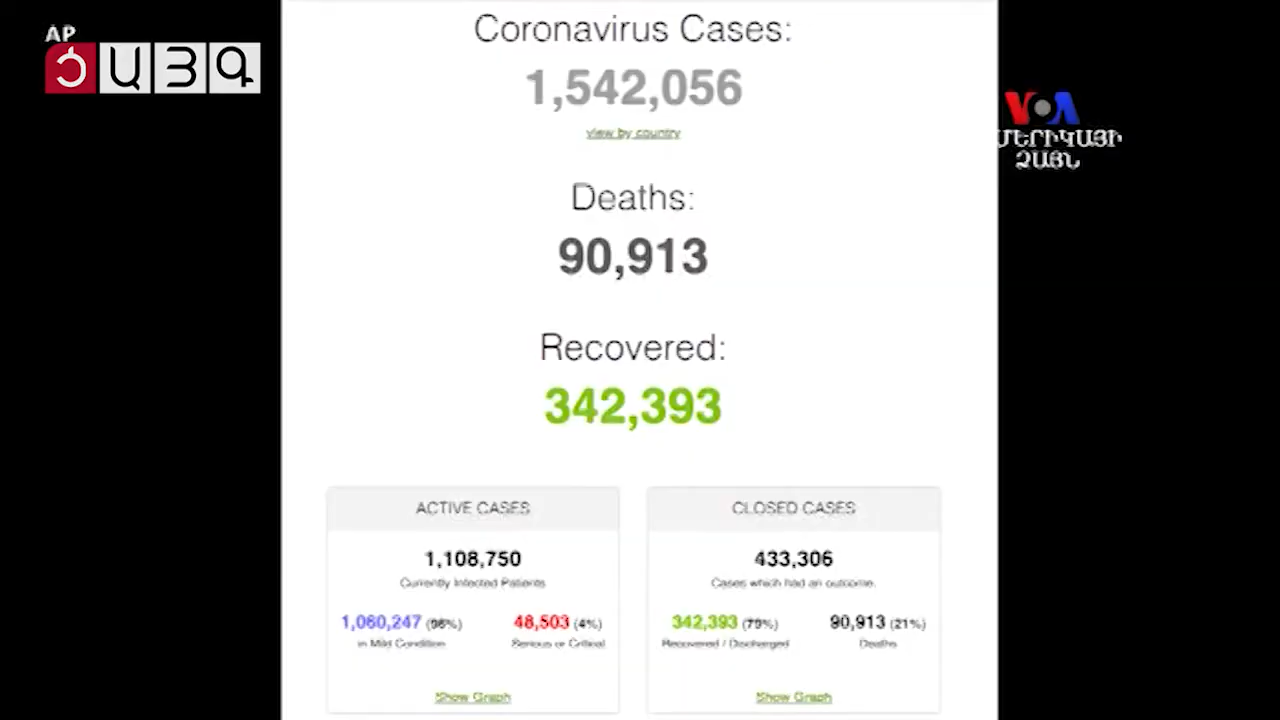 AP
ՀԱՅԳ
VOA
ՄԵՐԻԿԱՅԻ
ՁԱՅՆ
Coronavirus Cases:
1,542,056
view by country
Deaths:
90,913
Recovered:
342,393
ACTIVE CASES
1,108,750
Currently Infected Patients
1,060,247 (96%)
in Mild Condition
48,503 (4%)
Serious or Critical
Show Graph
CLOSED CASES
433,306
Cases which had an outcome:
342,393 (79%)
Recovered / Discharged
90,913 (21%)
Deaths
Show Graph